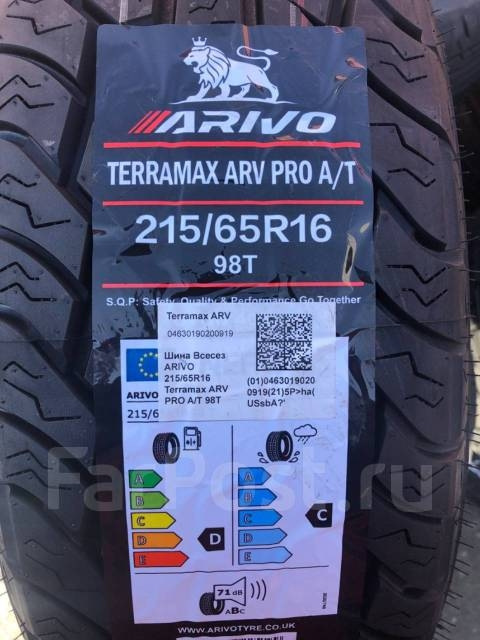 ARIVO
TERRAMAX ARV PRO A/T
215/65R16
98T
S.Q.P: Safety, Quality & Performance Go Together
Terramax ARV
04630190200919
Шина Всесез
ARIVO
215/65R16
Terramax ARV
PRO A/T 98T
(01)0463019020
0919(21)5P>ha(
USsbA?'
ARIVO
215/6
A
B
C
D
E
D
A
B
C
D
E
C
71 dB
ABC
WWW.ARIVOTYRE.CO.UK
FarPost.ru